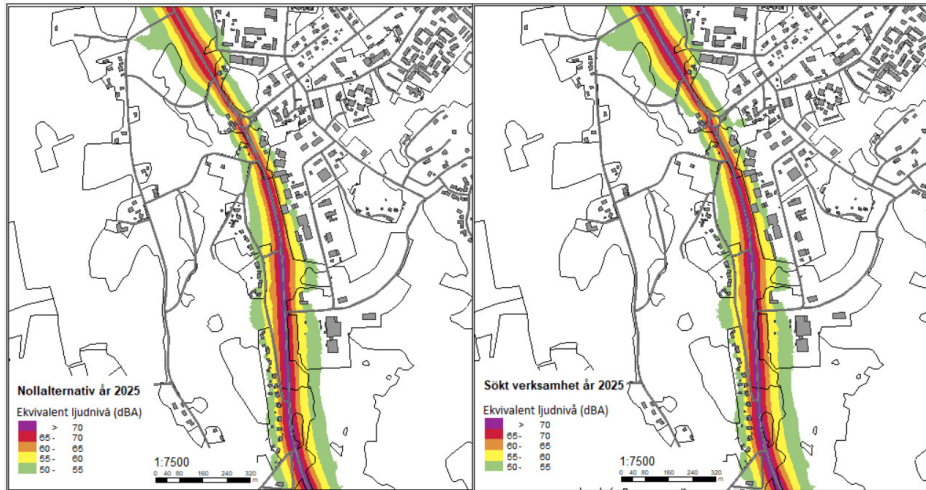 Nollalternativ år 2025
Ekvivalent ljudnivå (dBA)
> 70
65 - 70
60 - 65
55 - 60
50 - 55
1:7500
0 40 80 160 240 320
m
Sökt verksamhet år 2025
Ekvivalent ljudnivå (dBA)
> 70
65 - 70
60 - 65
55 - 60
50 - 55
1:7500
0 40 80 160 240 320
m